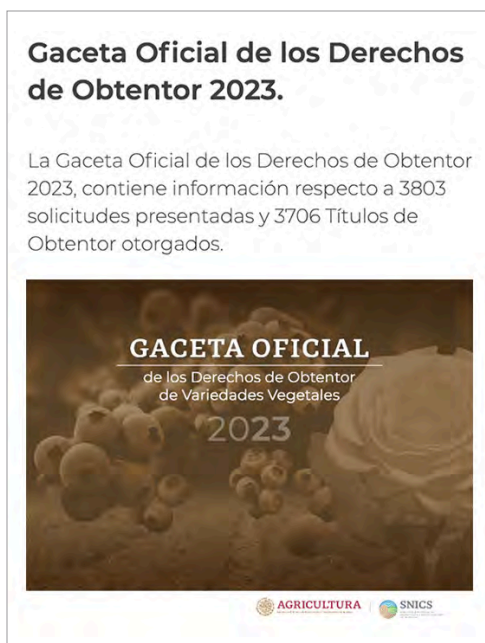 Gaceta Oficial de los Derechos
de Obtentor 2023.
La Gaceta Oficial de los Derechos de Obtentor
2023, contiene información respecto a 3803
solicitudes presentadas y 3706 Títulos de
Obtentor otorgados.
GACETA OFICIAL
de los Derechos de Obtentor
de Variedades Vegetales
2023
AGRICULTURA
SNICS